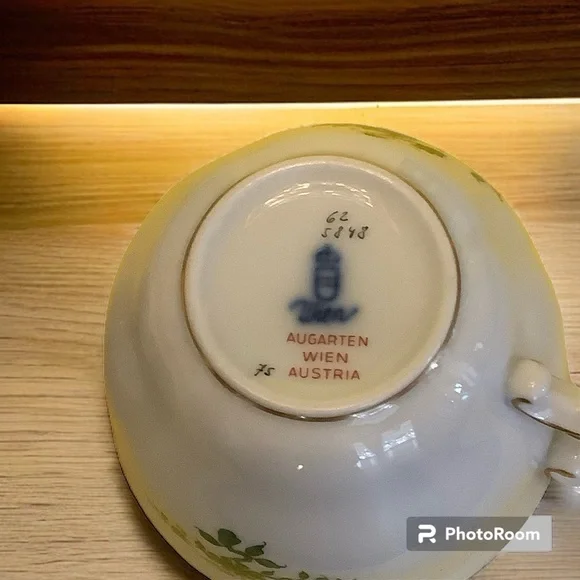 62
5848
Wien
AUGARTEN
WIEN
75 AUSTRIA
PhotoRoom